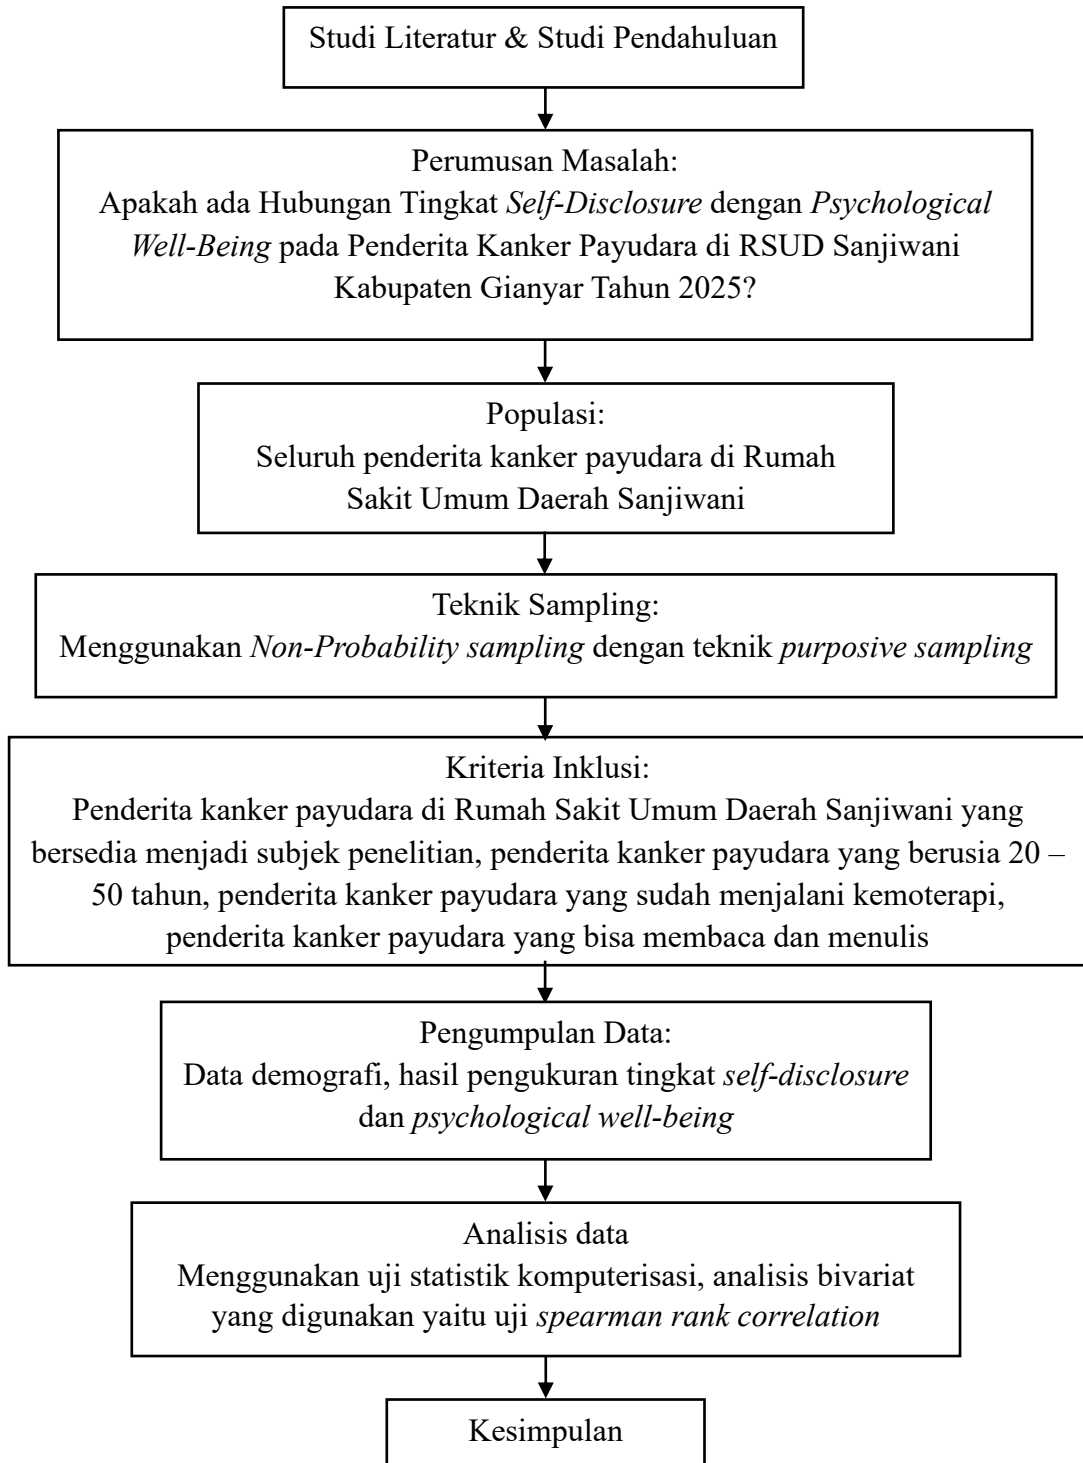 Studi Literatur & Studi Pendahuluan
Perumusan Masalah:
Apakah ada Hubungan Tingkat Self-Disclosure dengan Psychological
Well-Being pada Penderita Kanker Payudara di RSUD Sanjiwani
Kabupaten Gianyar Tahun 2025?
Populasi:
Seluruh penderita kanker payudara di Rumah
Sakit Umum Daerah Sanjiwani
Teknik Sampling:
Menggunakan Non-Probability sampling dengan teknik purposive sampling
Kriteria Inklusi:
Penderita kanker payudara di Rumah Sakit Umum Daerah Sanjiwani yang
bersedia menjadi subjek penelitian, penderita kanker payudara yang berusia 20 –
50 tahun, penderita kanker payudara yang sudah menjalani kemoterapi,
penderita kanker payudara yang bisa membaca dan menulis
Pengumpulan Data:
Data demografi, hasil pengukuran tingkat self-disclosure
dan psychological well-being
Analisis data
Menggunakan uji statistik komputerisasi, analisis bivariat
yang digunakan yaitu uji spearman rank correlation
Kesimpulan